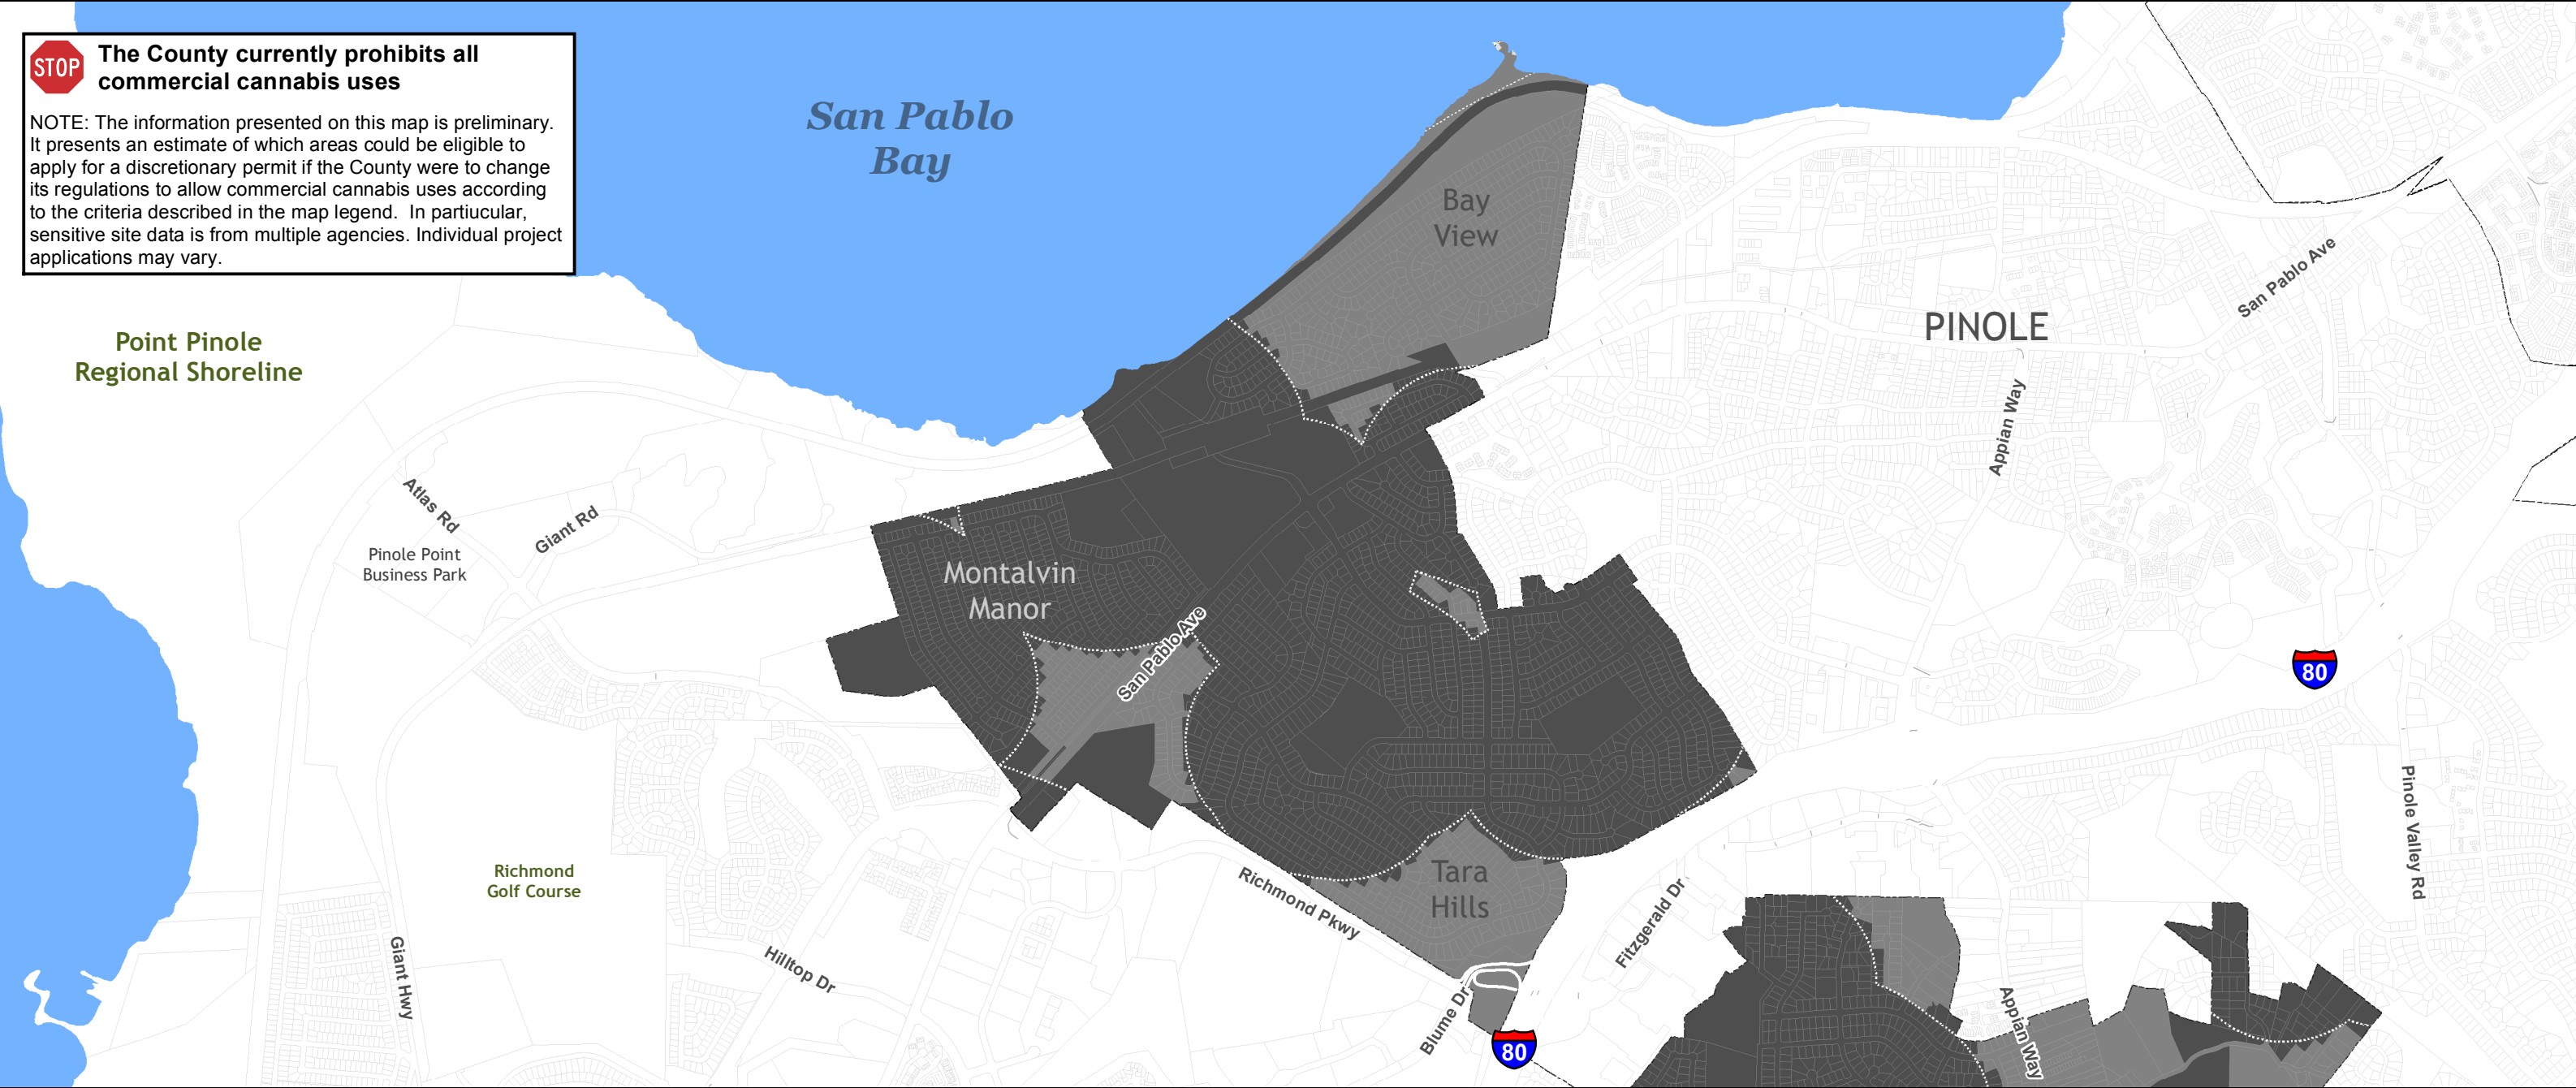 STOP
The County currently prohibits all
commercial cannabis uses
NOTE: The information presented on this map is preliminary.
It presents an estimate of which areas could be eligible to
apply for a discretionary permit if the County were to change
its regulations to allow commercial cannabis uses according
to the criteria described in the map legend.  In partiucular,
sensitive site data is from multiple agencies. Individual project
applications may vary.
San Pablo
Bay
Bay
View
PINOLE
San Pablo Ave
Point Pinole
Regional Shoreline
Appian Way
Atlas Rd
Giant Rd
Pinole Point
Business Park
Montalvin
Manor
San Pablo Ave
80
Pinole Valley Rd
Richmond
Golf Course
Tara
Hills
Richmond Pkwy
Fitzgerald Dr
Giant Hwy
Hilltop Dr
Blume Dr
80
Appian Way